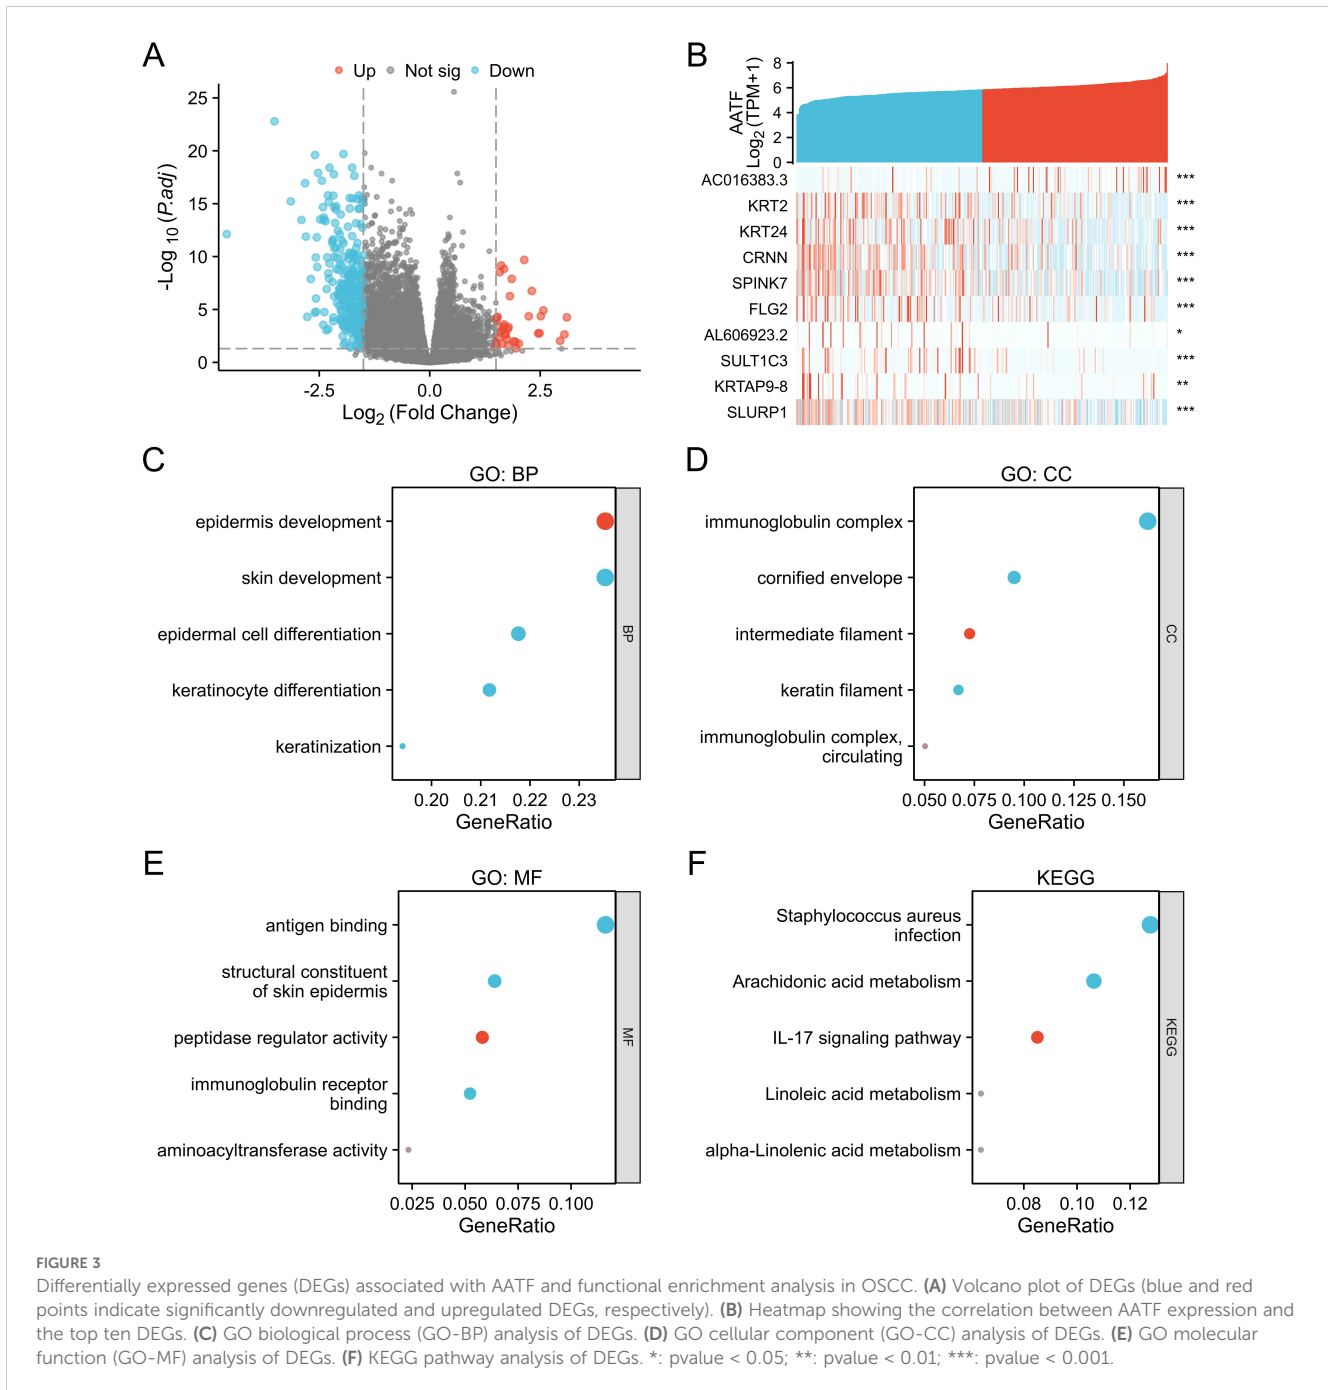 A
Up Not sig Down
-Log 10 (P.adj)
25
20
15
10
5
0
-2.5 0.0 2.5
Log2 (Fold Change)
B
AATF
Log2 (TPM+1)
8
6
4
2
0
AC016383.3 ***
KRT2 ***
KRT24 ***
CRNN ***
SPINK7 ***
FLG2 ***
AL606923.2 *
SULT1C3 ***
KRTAP9-8 **
SLURP1 ***
C
GO: BP
epidermis development
skin development
epidermal cell differentiation
keratinocyte differentiation
keratinization
BP
0.20 0.21 0.22 0.23
GeneRatio
D
GO: CC
immunoglobulin complex
cornified envelope
intermediate filament
keratin filament
immunoglobulin complex,
circulating
CC
0.050 0.075 0.100 0.125 0.150
GeneRatio
E
GO: MF
antigen binding
structural constituent
of skin epidermis
peptidase regulator activity
immunoglobulin receptor
binding
aminoacyltransferase activity
MF
0.025 0.050 0.075 0.100
GeneRatio
F
KEGG
Staphylococcus aureus
infection
Arachidonic acid metabolism
IL-17 signaling pathway
Linoleic acid metabolism
alpha-Linolenic acid metabolism
KEGG
0.08 0.10 0.12
GeneRatio
FIGURE 3
Differentially expressed genes (DEGs) associated with AATF and functional enrichment analysis in OSCC. (A) Volcano plot of DEGs (blue and red
points indicate significantly downregulated and upregulated DEGs, respectively). (B) Heatmap showing the correlation between AATF expression and
the top ten DEGs. (C) GO biological process (GO-BP) analysis of DEGs. (D) GO cellular component (GO-CC) analysis of DEGs. (E) GO molecular
function (GO-MF) analysis of DEGs. (F) KEGG pathway analysis of DEGs. *: pvalue < 0.05; **: pvalue < 0.01; ***: pvalue < 0.001.